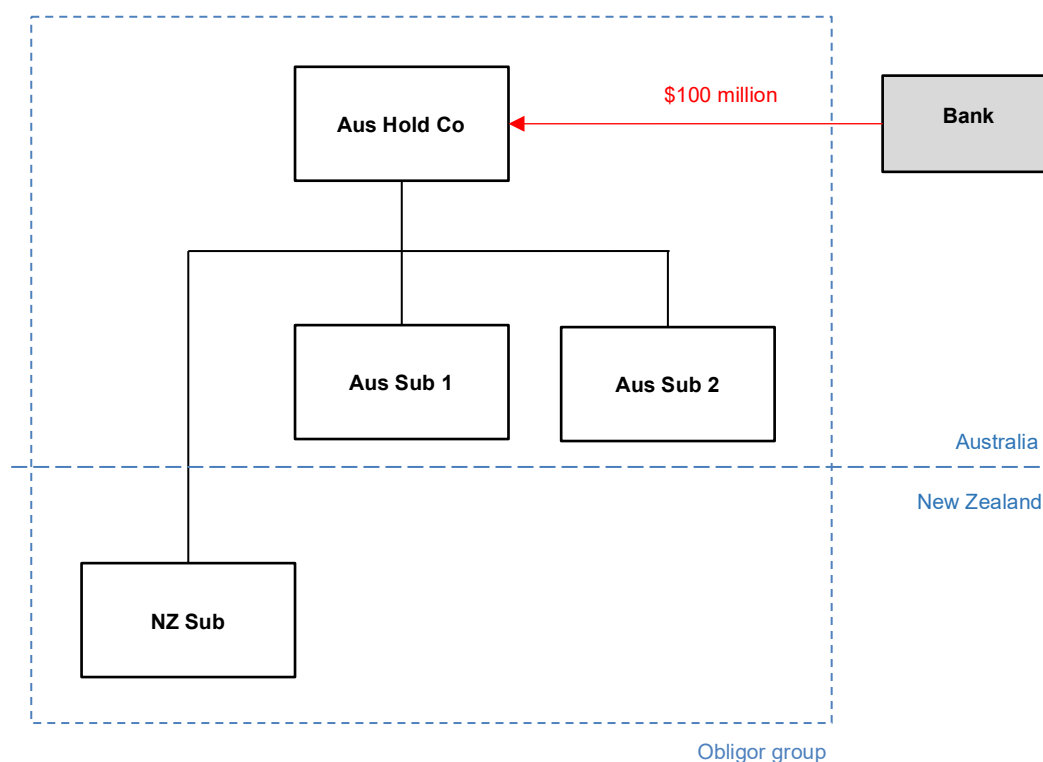 $100 million
Bank
Aus Hold Co
Aus Sub 1
Aus Sub 2
Australia
New Zealand
NZ Sub
Obligor group